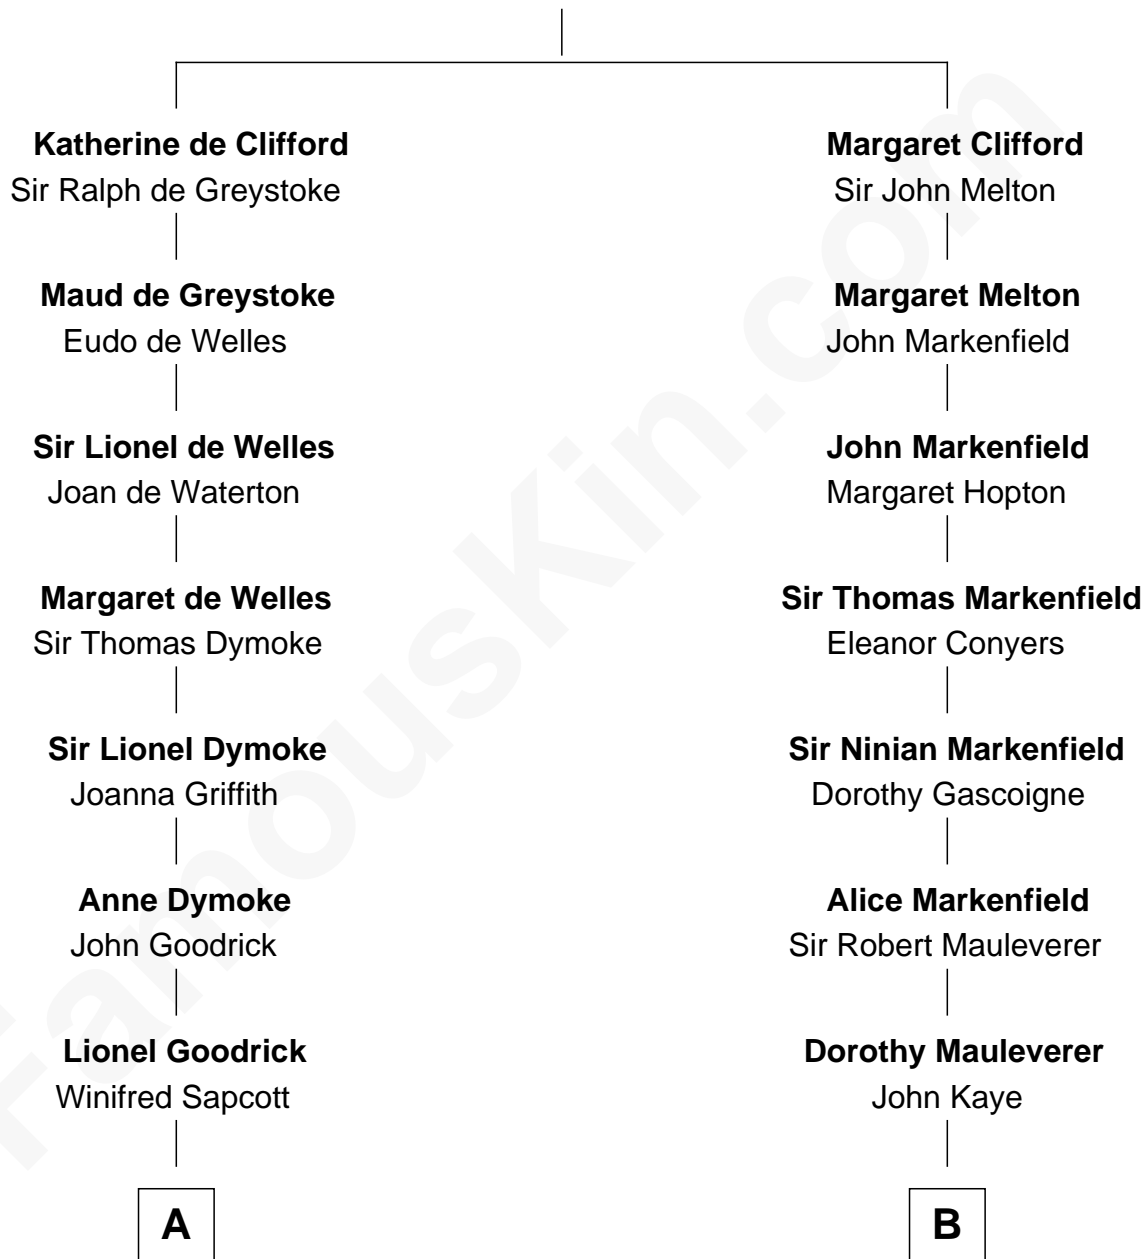 Katherine de Clifford
Sir Ralph de Greystoke
Margaret Clifford
Sir John Melton
Maud de Greystoke
Eudo de Welles
Margaret Melton
John Markenfield
Sir Lionel de Welles
Joan de Waterton
John Markenfield
Margaret Hopton
Margaret de Welles
Sir Thomas Dymoke
Sir Thomas Markenfield
Eleanor Conyers
Sir Lionel Dymoke
Joanna Griffith
Sir Ninian Markenfield
Dorothy Gascoigne
Anne Dymoke
John Goodrick
Alice Markenfield
Sir Robert Mauleverer
Lionel Goodrick
Winifred Sapcott
Dorothy Mauleverer
John Kaye
A
B
FamousKin.com